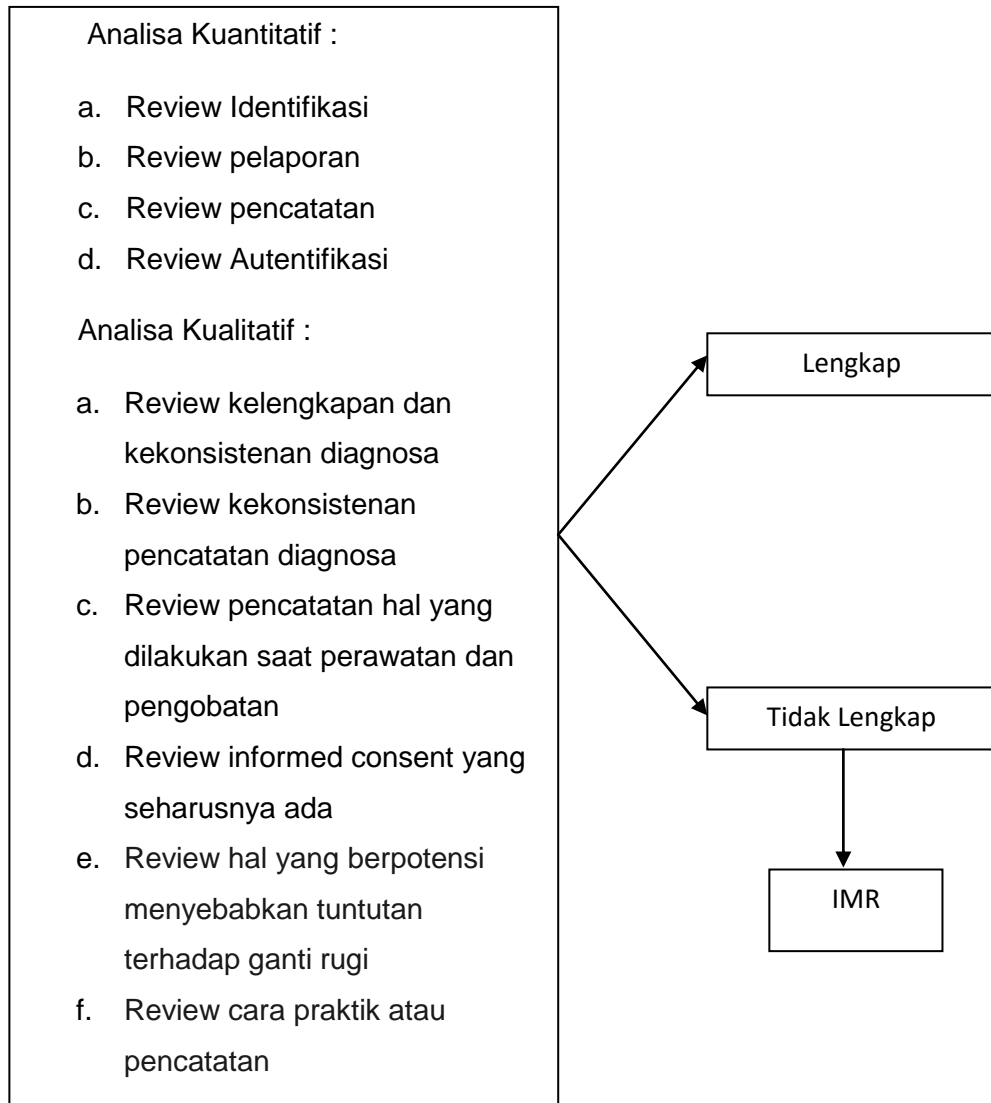 Analisa Kuantitatif :
a. Review Identifikasi
b. Review pelaporan
c. Review pencatatan
d. Review Autentifikasi
Analisa Kualitatif :
a. Review kelengkapan dan
kekonsistenan diagnosa
b. Review kekonsistenan
pencatatan diagnosa
c. Review pencatatan hal yang
dilakukan saat perawatan dan
pengobatan
d. Review informed consent yang
seharusnya ada
e. Review hal yang berpotensi
menyebabkan tuntutan
terhadap ganti rugi
f. Review cara praktik atau
pencatatan
Lengkap
Tidak Lengkap
IMR